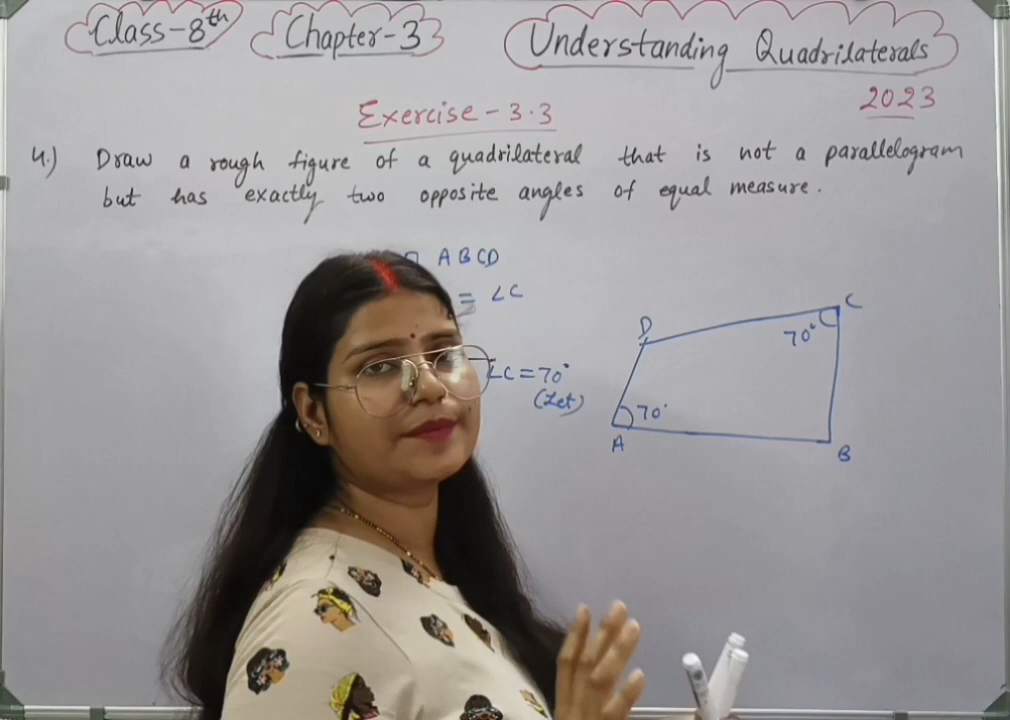 Class-8th Chapter-3 Understanding Quadrilaterals
2023
Exercise-3.3
4.) Draw a rough figure of a quadrilateral that is not a parallelogram
but has exactly two opposite angles of equal measure.
□ ABCD
= ∠C
∠C = 70°
(Let)
D
C
70°
70°
A
B